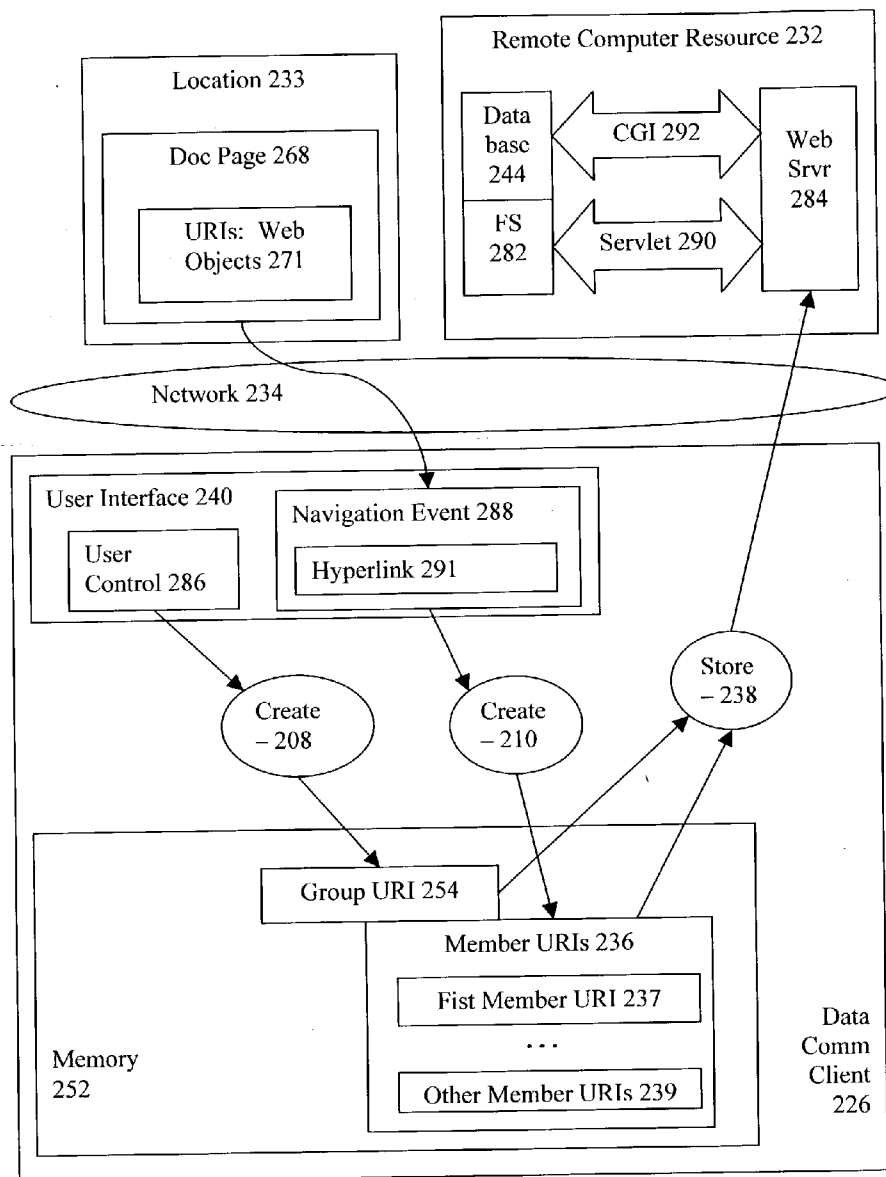 Remote Computer Resource 232
Location 233
Doc Page 268
URIs: Web
Objects 271
Data
base
244
FS
282
CGI 292
Servlet 290
Web
Srvr
284
Network 234
User Interface 240
User
Control 286
Navigation Event 288
Hyperlink 291
Create
– 208
Create
– 210
Store
– 238
Group URI 254
Member URIs 236
Fist Member URI 237
...
Other Member URIs 239
Memory
252
Data
Comm
Client
226